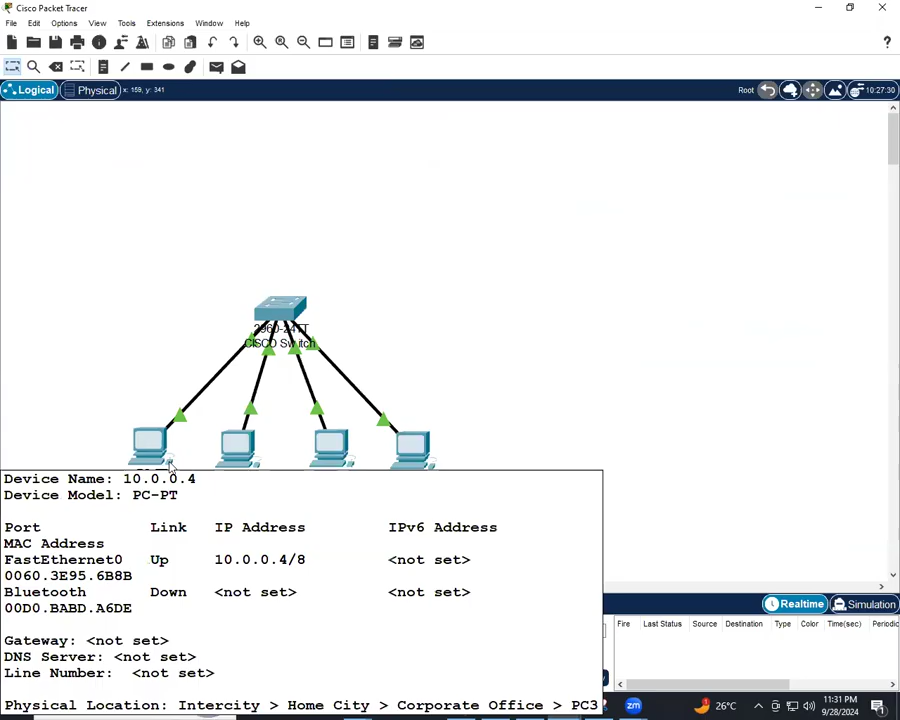 Cisco Packet Tracer
File Edit Options View Tools Extensions Window Help
Logical Physical x: 159, y: 341 Root 10:27:30
2960-24TT
CISCO Switch
Device Name: 10.0.0.4
Device Model: PC-PT
Port Link IP Address IPv6 Address
MAC Address
FastEthernet0 Up 10.0.0.4/8 <not set>
0060.3E95.6B8B
Bluetooth Down <not set> <not set>
00D0.BABD.A6DE
Gateway: <not set>
DNS Server: <not set>
Line Number: <not set>
Physical Location: Intercity > Home City > Corporate Office > PC3
Realtime Simulation
Fire Last Status Source Destination Type Color Time(sec) Periodic
zm 26°C 11:31 PM
9/28/2024